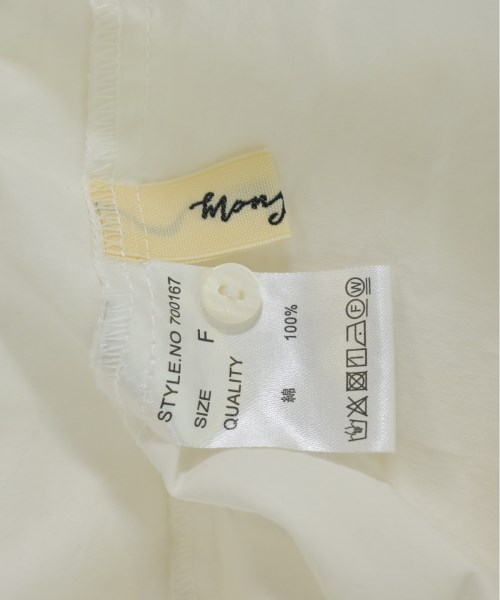 Mong
STYLE.NO 700167
SIZE F
QUALITY
綿 100%